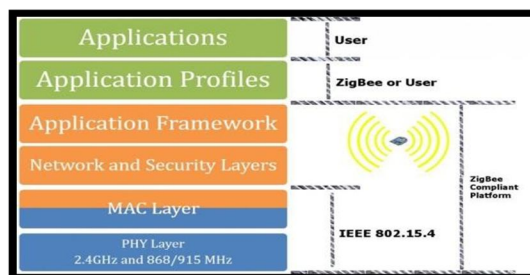 Applications
Application Profiles
Application Framework
Network and Security Layers
MAC Layer
PHY Layer
2.4GHz and 868/915 MHz
User
ZigBee or User
ZigBee
Compliant
Platform
IEEE 802.15.4